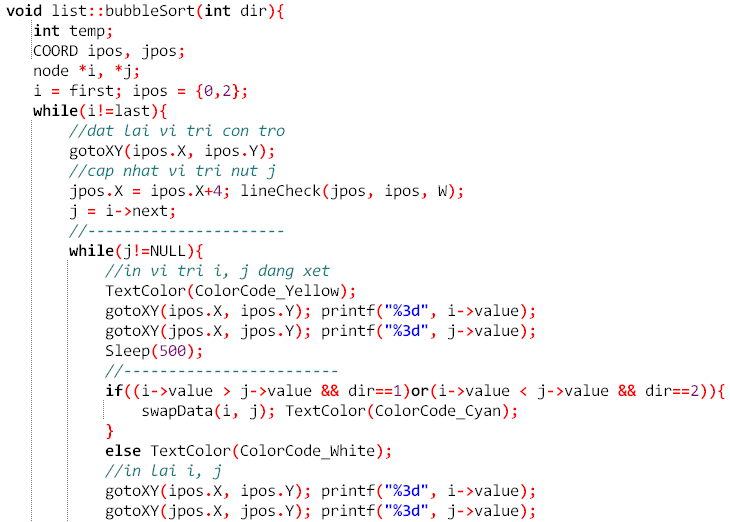 void list::bubbleSort(int dir){
int temp;
COORD ipos, jpos;
node *i, *j;
i = first; ipos = {0,2};
while(i!=last){
//dat lai vi tri con tro
gotoXY(ipos.X, ipos.Y);
//cap nhat vi tri nut j
jpos.X = ipos.X+4; lineCheck(jpos, ipos, W);
j = i->next;
//----------------------
while(j!=NULL){
//in vi tri i, j dang xet
TextColor(ColorCode_Yellow);
gotoXY(ipos.X, ipos.Y); printf("%3d", i->value);
gotoXY(jpos.X, jpos.Y); printf("%3d", j->value);
Sleep(500);
//------------------------
if((i->value > j->value && dir==1)or(i->value < j->value && dir==2)){
swapData(i, j); TextColor(ColorCode_Cyan);
}
else TextColor(ColorCode_White);
//in lai i, j
gotoXY(ipos.X, ipos.Y); printf("%3d", i->value);
gotoXY(jpos.X, jpos.Y); printf("%3d", j->value);